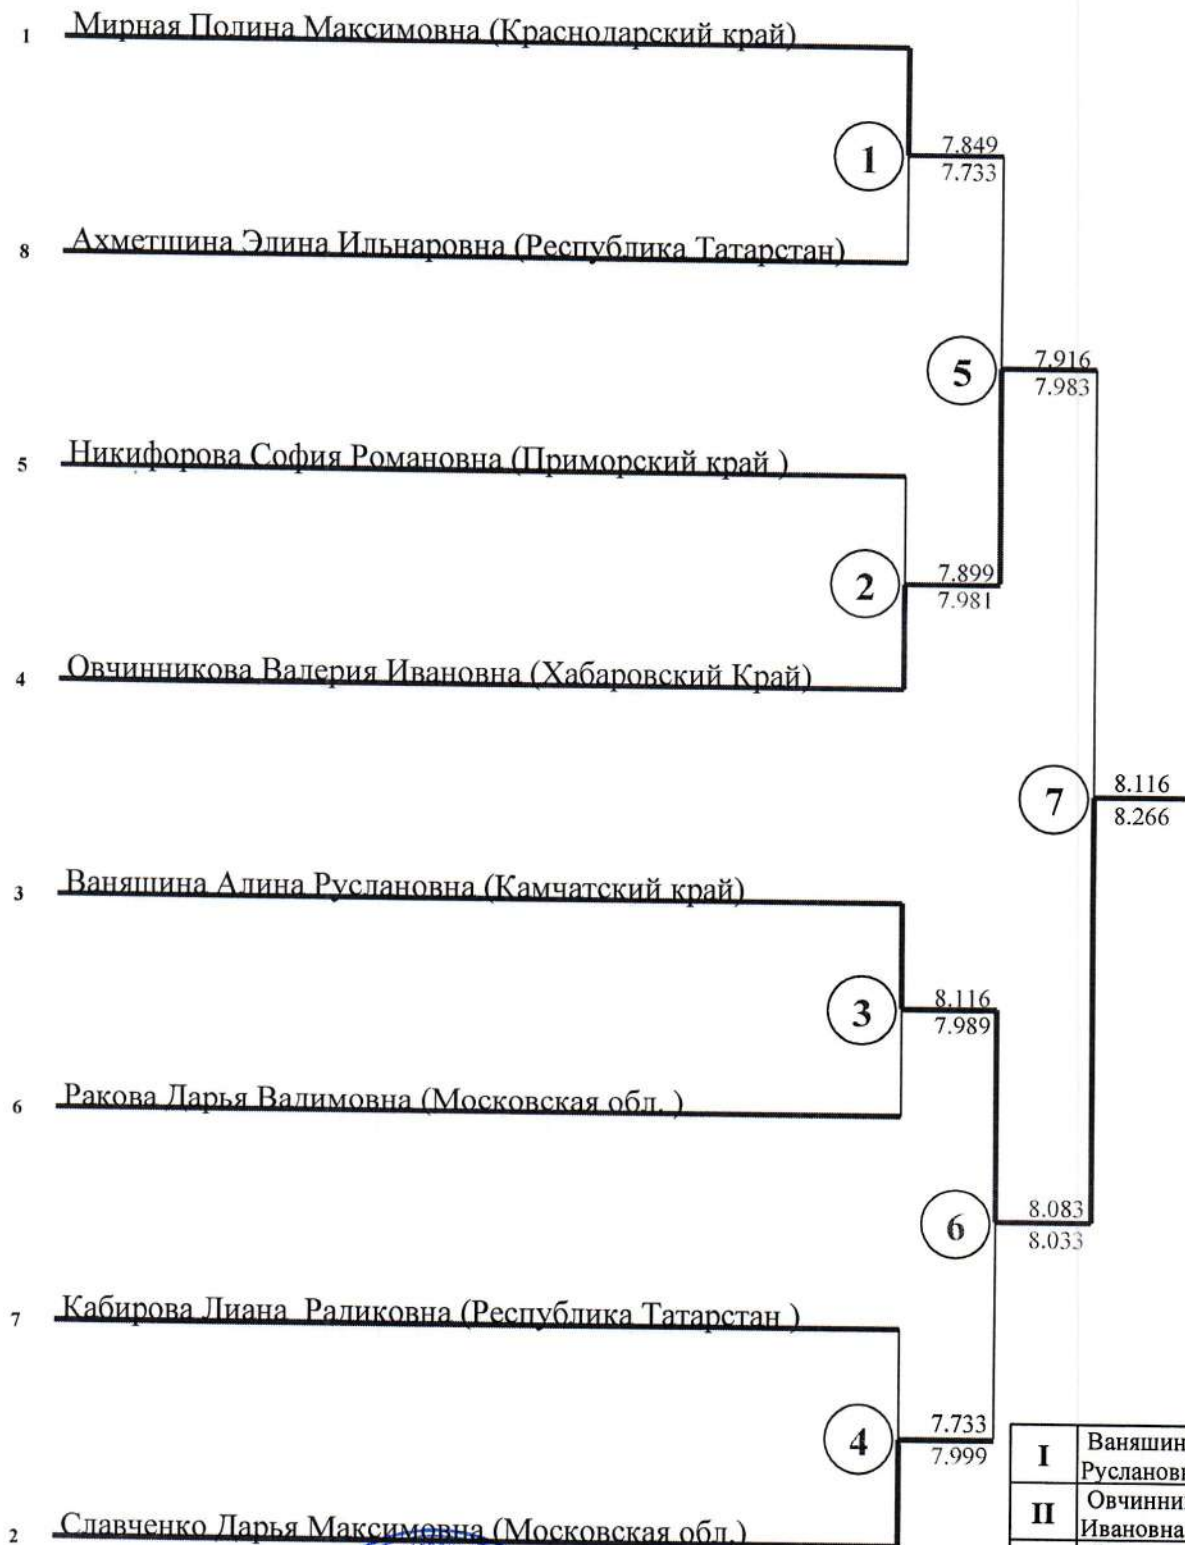 1 Мирная Полина Максимовна (Краснодарский край)
1
7.849
7.733
8 Ахметшина Элина Ильнаровна (Республика Татарстан)
5
7.916
7.983
5 Никифорова София Романовна (Приморский край )
2
7.899
7.981
4 Овчинникова Валерия Ивановна (Хабаровский Край)
7
8.116
8.266
3 Ваняшина Алина Руслановна (Камчатский край)
3
8.116
7.989
6 Ракова Дарья Вадимовна (Московская обл. )
6
8.083
8.033
7 Кабирова Лиана Радиковна (Республика Татарстан )
4
7.733
7.999
I Ваняшин
Руслановн
II Овчинни
Ивановна
2 Славченко Дарья Максимовна (Московская обл.)